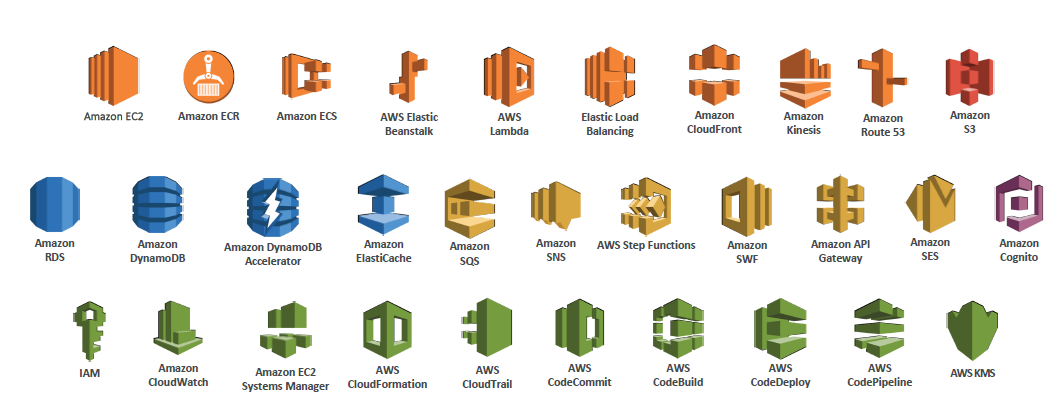 Amazon EC2
Amazon ECR
Amazon ECS
AWS Elastic
Beanstalk
AWS
Lambda
Elastic Load
Balancing
Amazon
CloudFront
Amazon
Kinesis
Amazon
Route 53
Amazon
S3
Amazon
RDS
Amazon
DynamoDB
Amazon DynamoDB
Accelerator
Amazon
ElastiCache
Amazon
SQS
Amazon
SNS
AWS Step Functions
Amazon
SWF
Amazon API
Gateway
Amazon
SES
Amazon
Cognito
IAM
Amazon
CloudWatch
Amazon EC2
Systems Manager
AWS
CloudFormation
AWS
CloudTrail
AWS
CodeCommit
AWS
CodeBuild
AWS
CodeDeploy
AWS
CodePipeline
AWS KMS